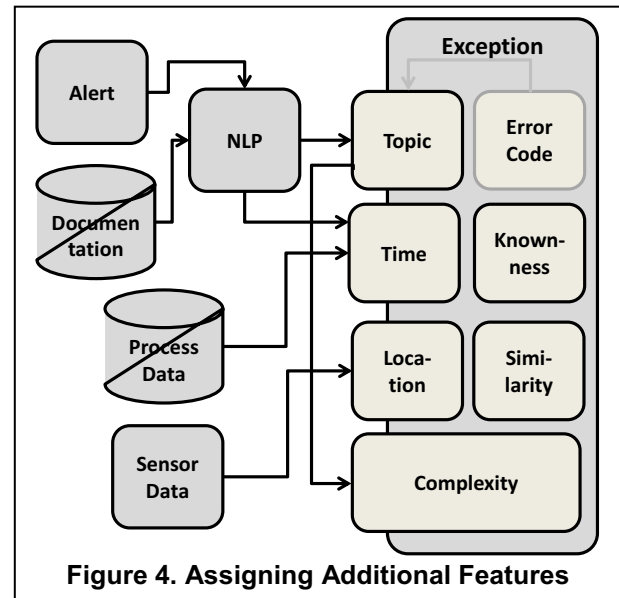 Exception
Alert
NLP
Topic
Error
Code
Documen
tation
Time
Known-
ness
Process
Data
Loca-
tion
Simi-
larity
Sensor
Data
Complexity
Figure 4. Assigning Additional Features